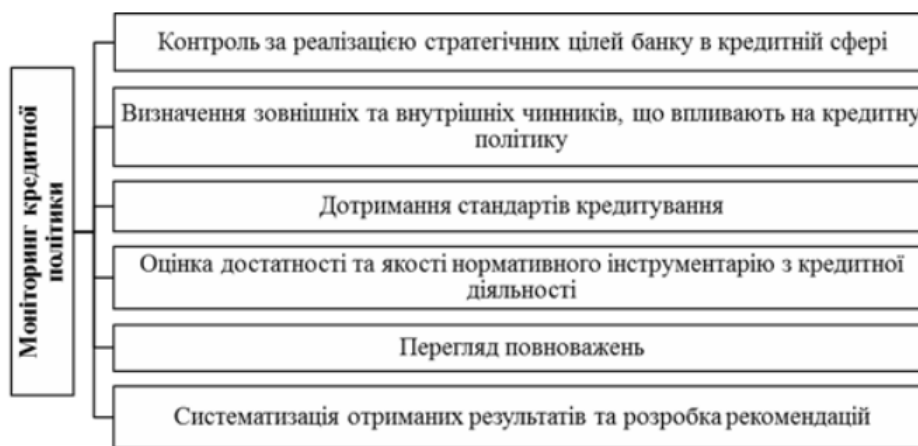 Моніторинг кредитної
політики
Контроль за реалізацією стратегічних цілей банку в кредитній сфері
Визначення зовнішніх та внутрішніх чинників, що впливають на кредитну
політику
Дотримання стандартів кредитування
Оцінка достатності та якості нормативного інструментарію з кредитної
діяльності
Перегляд повноважень
Систематизація отриманих результатів та розробка рекомендацій